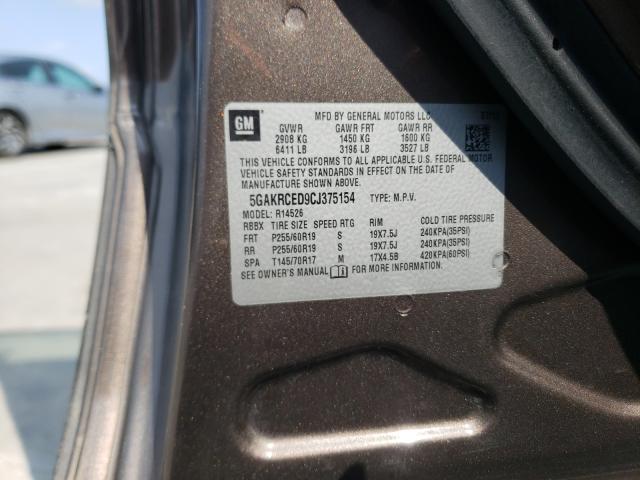 GM
MFD BY GENERAL MOTORS LLC
GVWR GAWR FRT GAWR RR
2908 KG 1450 KG 1600 KG
6411 LB 3196 LB 3527 LB
THIS VEHICLE CONFORMS TO ALL APPLICABLE U.S. FEDERAL MOTOR
VEHICLE SAFETY STANDARDS IN EFFECT ON THE DATE OF
MANUFACTURE SHOWN ABOVE.
5GAKRCED9CJ375154 TYPE: M.P.V.
MODEL: R14526
RBBX TIRE SIZE SPEED RTG RIM COLD TIRE PRESSURE
FRT P255/60R19 S 19X7.5J 240KPA(35PSI)
RR P255/60R19 S 19X7.5J 240KPA(35PSI)
SPA T145/70R17 M 17X4.5B 420KPA(60PSI)
SEE OWNER'S MANUAL FOR MORE INFORMATION.